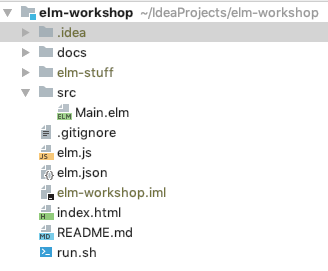 elm-workshop ~/IdeaProjects/elm-workshop
.idea
docs
elm-stuff
src
ELM Main.elm
.gitignore
JS elm.js
elm.json
elm-workshop.iml
H index.html
MD README.md
run.sh